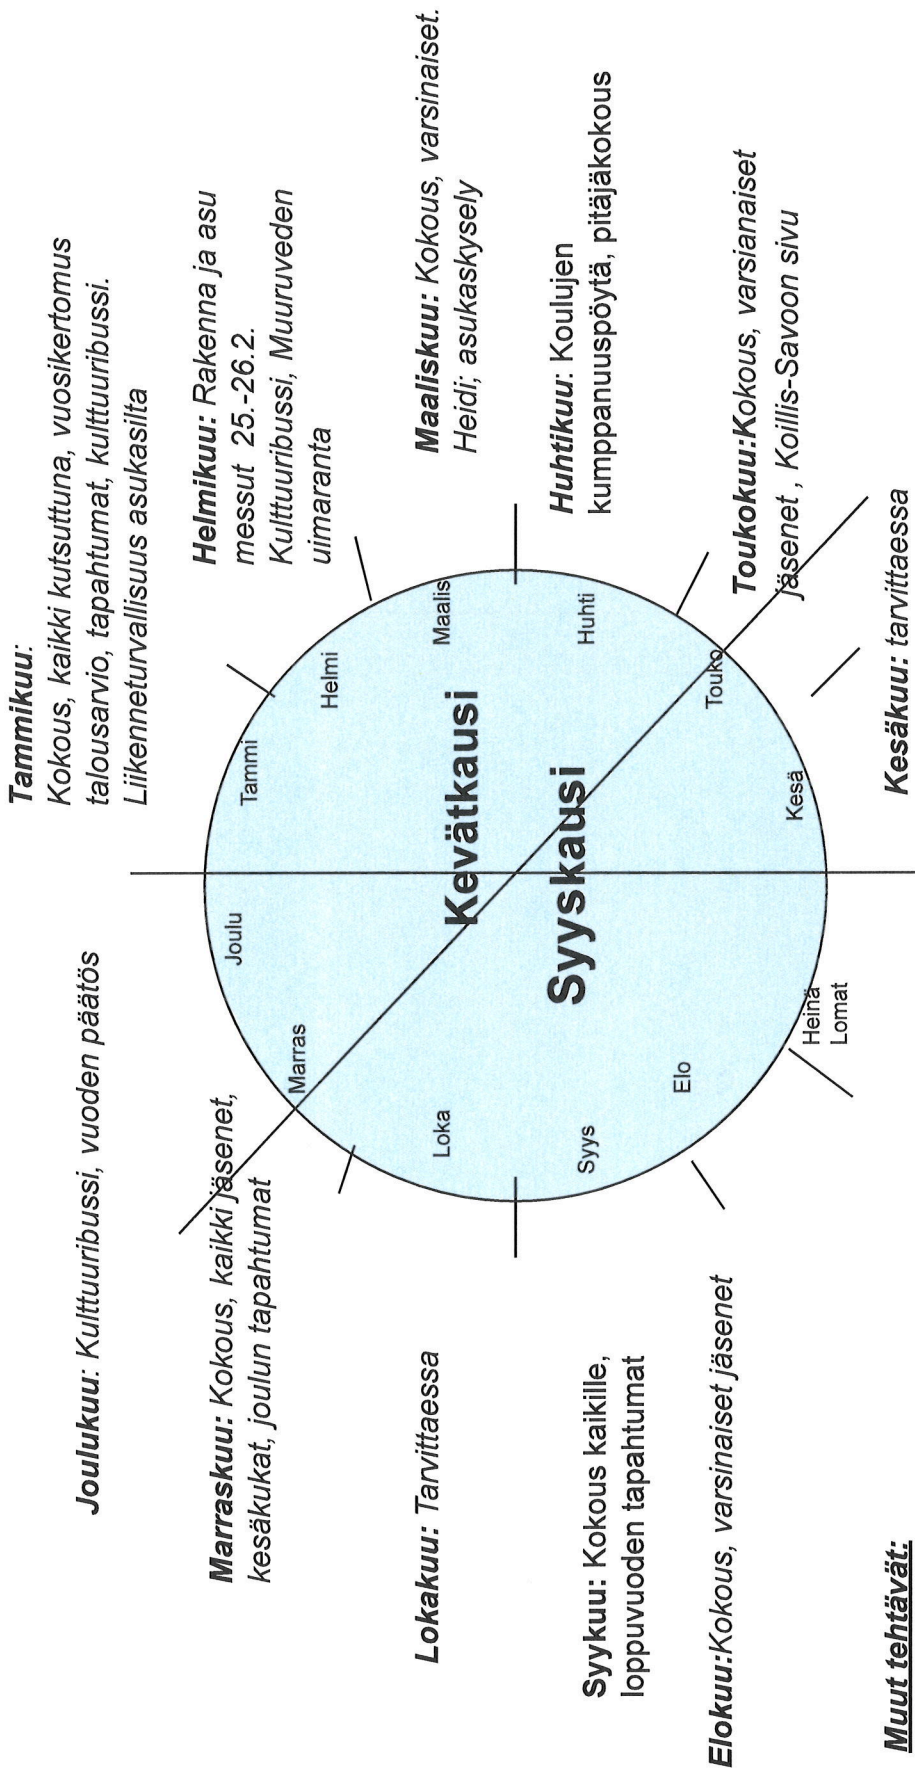 Tammikuu:
Kokous, kaikki kutsuttuna, vuosikertomus
talousarvio, tapahtumat, kulttuuribussi.
Liikenneturvallisuus asukasilta
Helmikuu: Rakenna ja asu
messut 25.-26.2.
Kulttuuribussi, Muuruveden
uimaranta
Maaliskuu: Kokous, varsinaiset.
Heidi; asukaskysely
Huhtikuu: Koulujen
kumppanuuspöytä, pitäjäkokous
Toukokuu:Kokous, varsianaiset
jäsenet , Koillis-Savoon sivu
Kesäkuu: tarvittaessa
Elokuu:Kokous, varsinaiset jäsenet
Syykuu: Kokous kaikille,
loppuvuoden tapahtumat
Lokakuu: Tarvittaessa
Marraskuu: Kokous, kaikki jäsenet,
kesäkukat, joulun tapahtumat
Joulukuu: Kulttuuribussi, vuoden päätös
Kevätkausi
Syyskausi
Tammi
Helmi
Maalis
Huhti
Touko
Kesä
Heinä
Lomat
Elo
Syys
Loka
Marras
Joulu
Muut tehtävät: